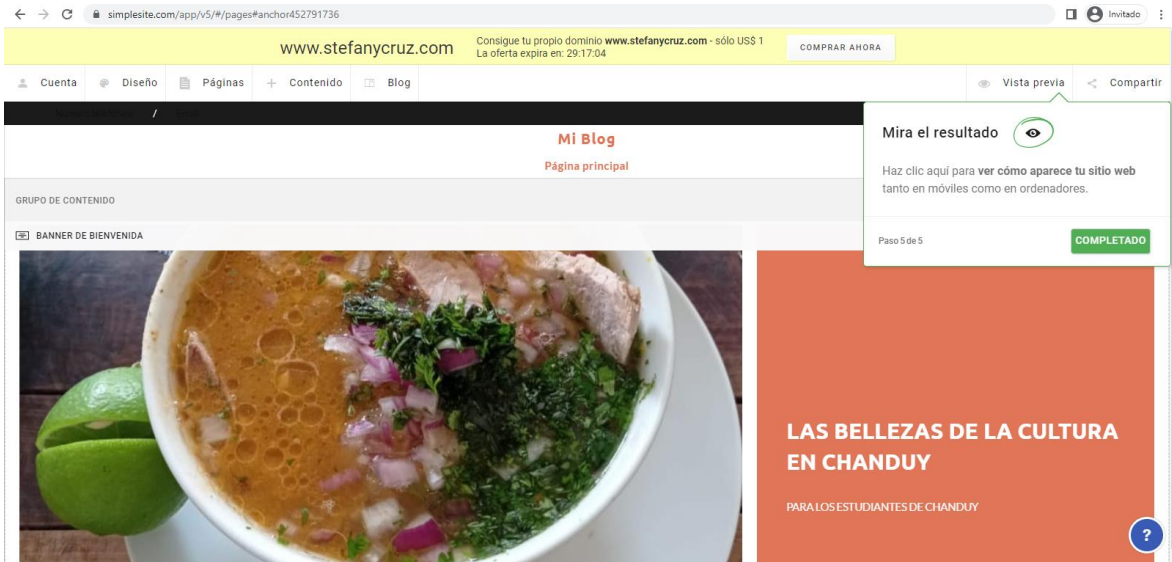 simplesite.com/app/v5/#/pages#anchor452791736
Invitado
www.stefanycruz.com
Consigue tu propio dominio www.stefanycruz.com - sólo US$ 1
La oferta expira en: 29:17:04
COMPRAR AHORA
Cuenta
Diseño
Páginas
Contenido
Blog
Vista previa
Compartir
/
Mi Blog
Página principal
Mira el resultado
Haz clic aquí para ver cómo aparece tu sitio web
tanto en móviles como en ordenadores.
Paso 5 de 5
COMPLETADO
GRUPO DE CONTENIDO
BANNER DE BIENVENIDA
LAS BELLEZAS DE LA CULTURA
EN CHANDUY
PARA LOS ESTUDIANTES DE CHANDUY
?